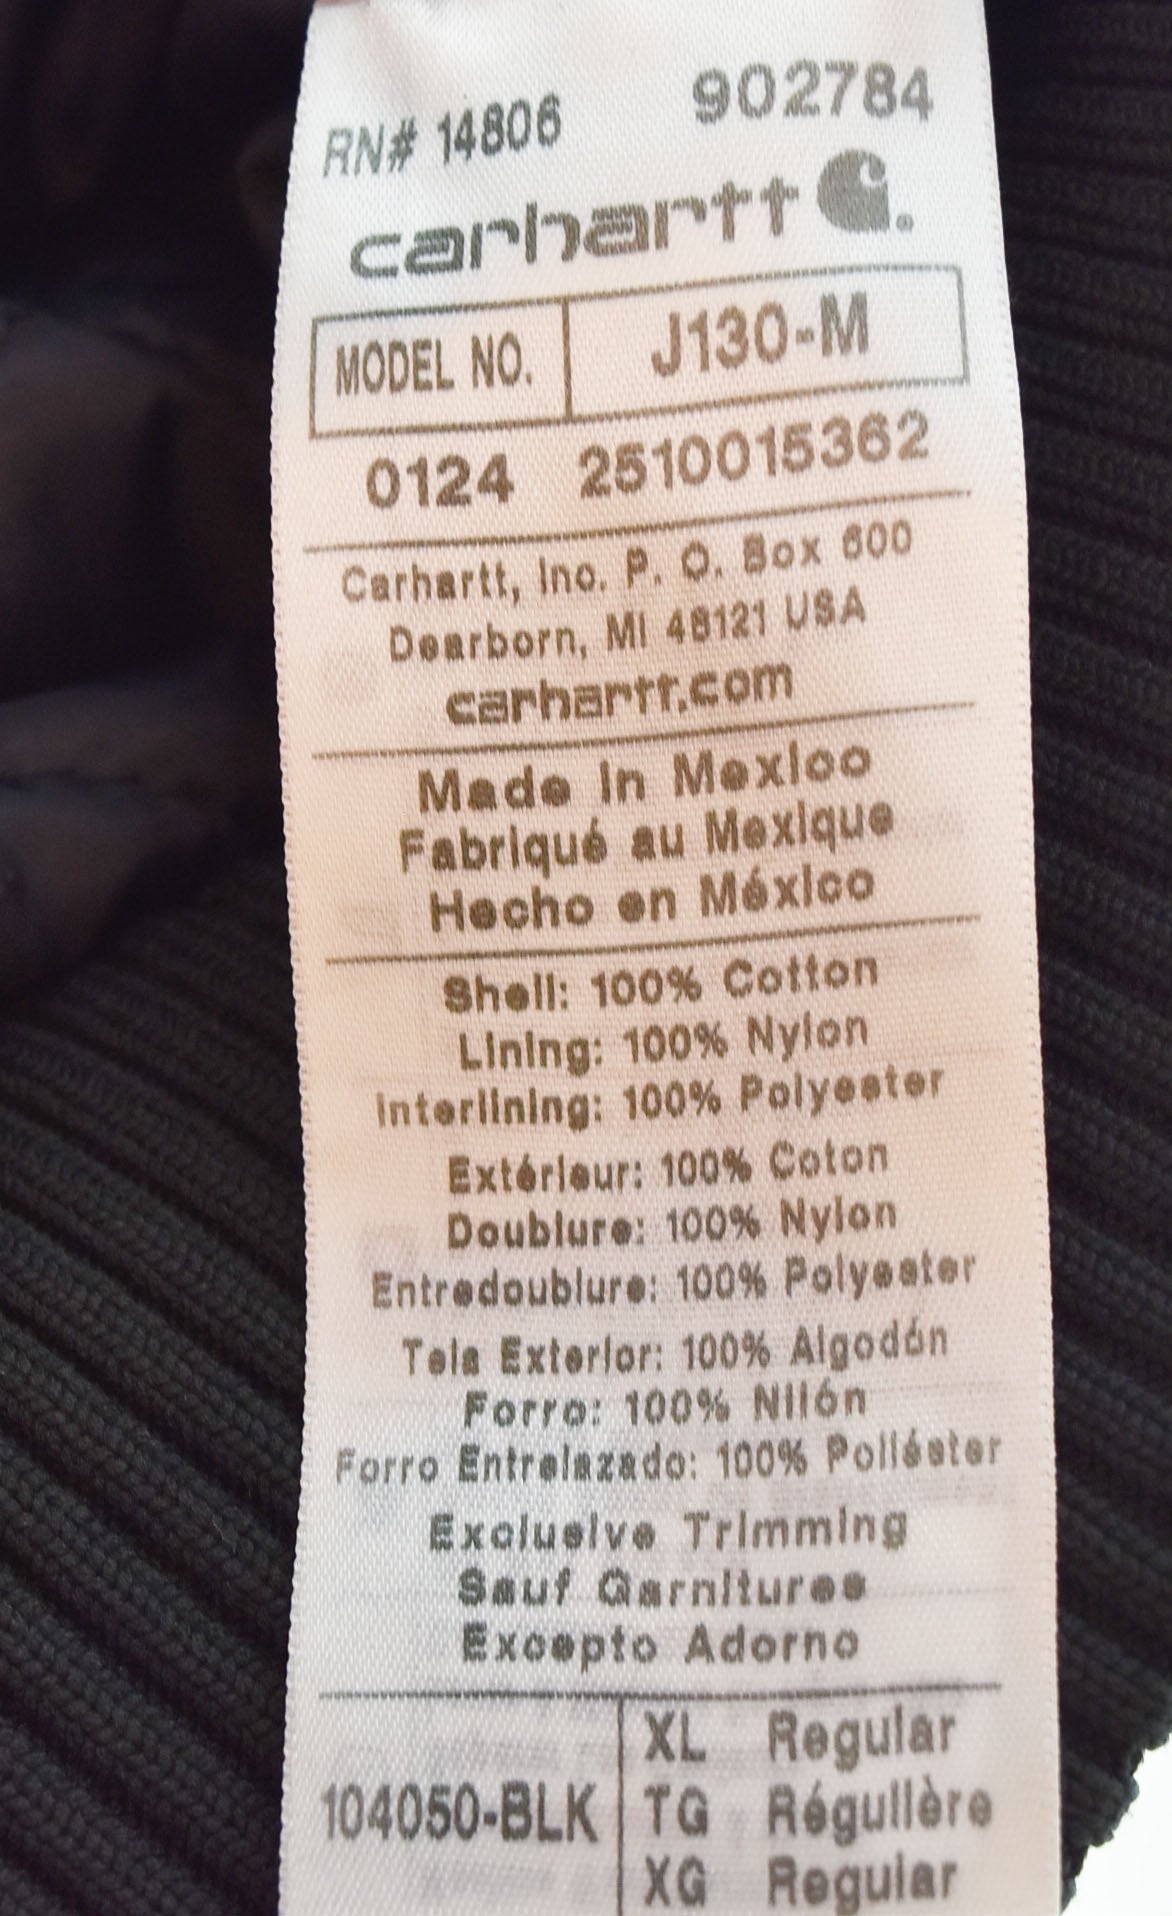 RN# 14806 902784
carhartt
MODEL NO. J130-M
0124 2510015362
Carhartt, Inc. P. O. Box 600
Dearborn, MI 48121 USA
carhartt.com
Made in Mexico
Fabriqué au Mexique
Hecho en México
Shell: 100% Cotton
Lining: 100% Nylon
Interlining: 100% Polyester
Extérieur: 100% Coton
Doublure: 100% Nylon
Entredoublure: 100% Polyester
Tela Exterior: 100% Algodón
Forro: 100% Nilón
Forro Entrelazado: 100% Poliéster
Exclusive Trimming
Sauf Garnitures
Excepto Adorno
XL Regular
104050-BLK TG Régulière
XG Regular